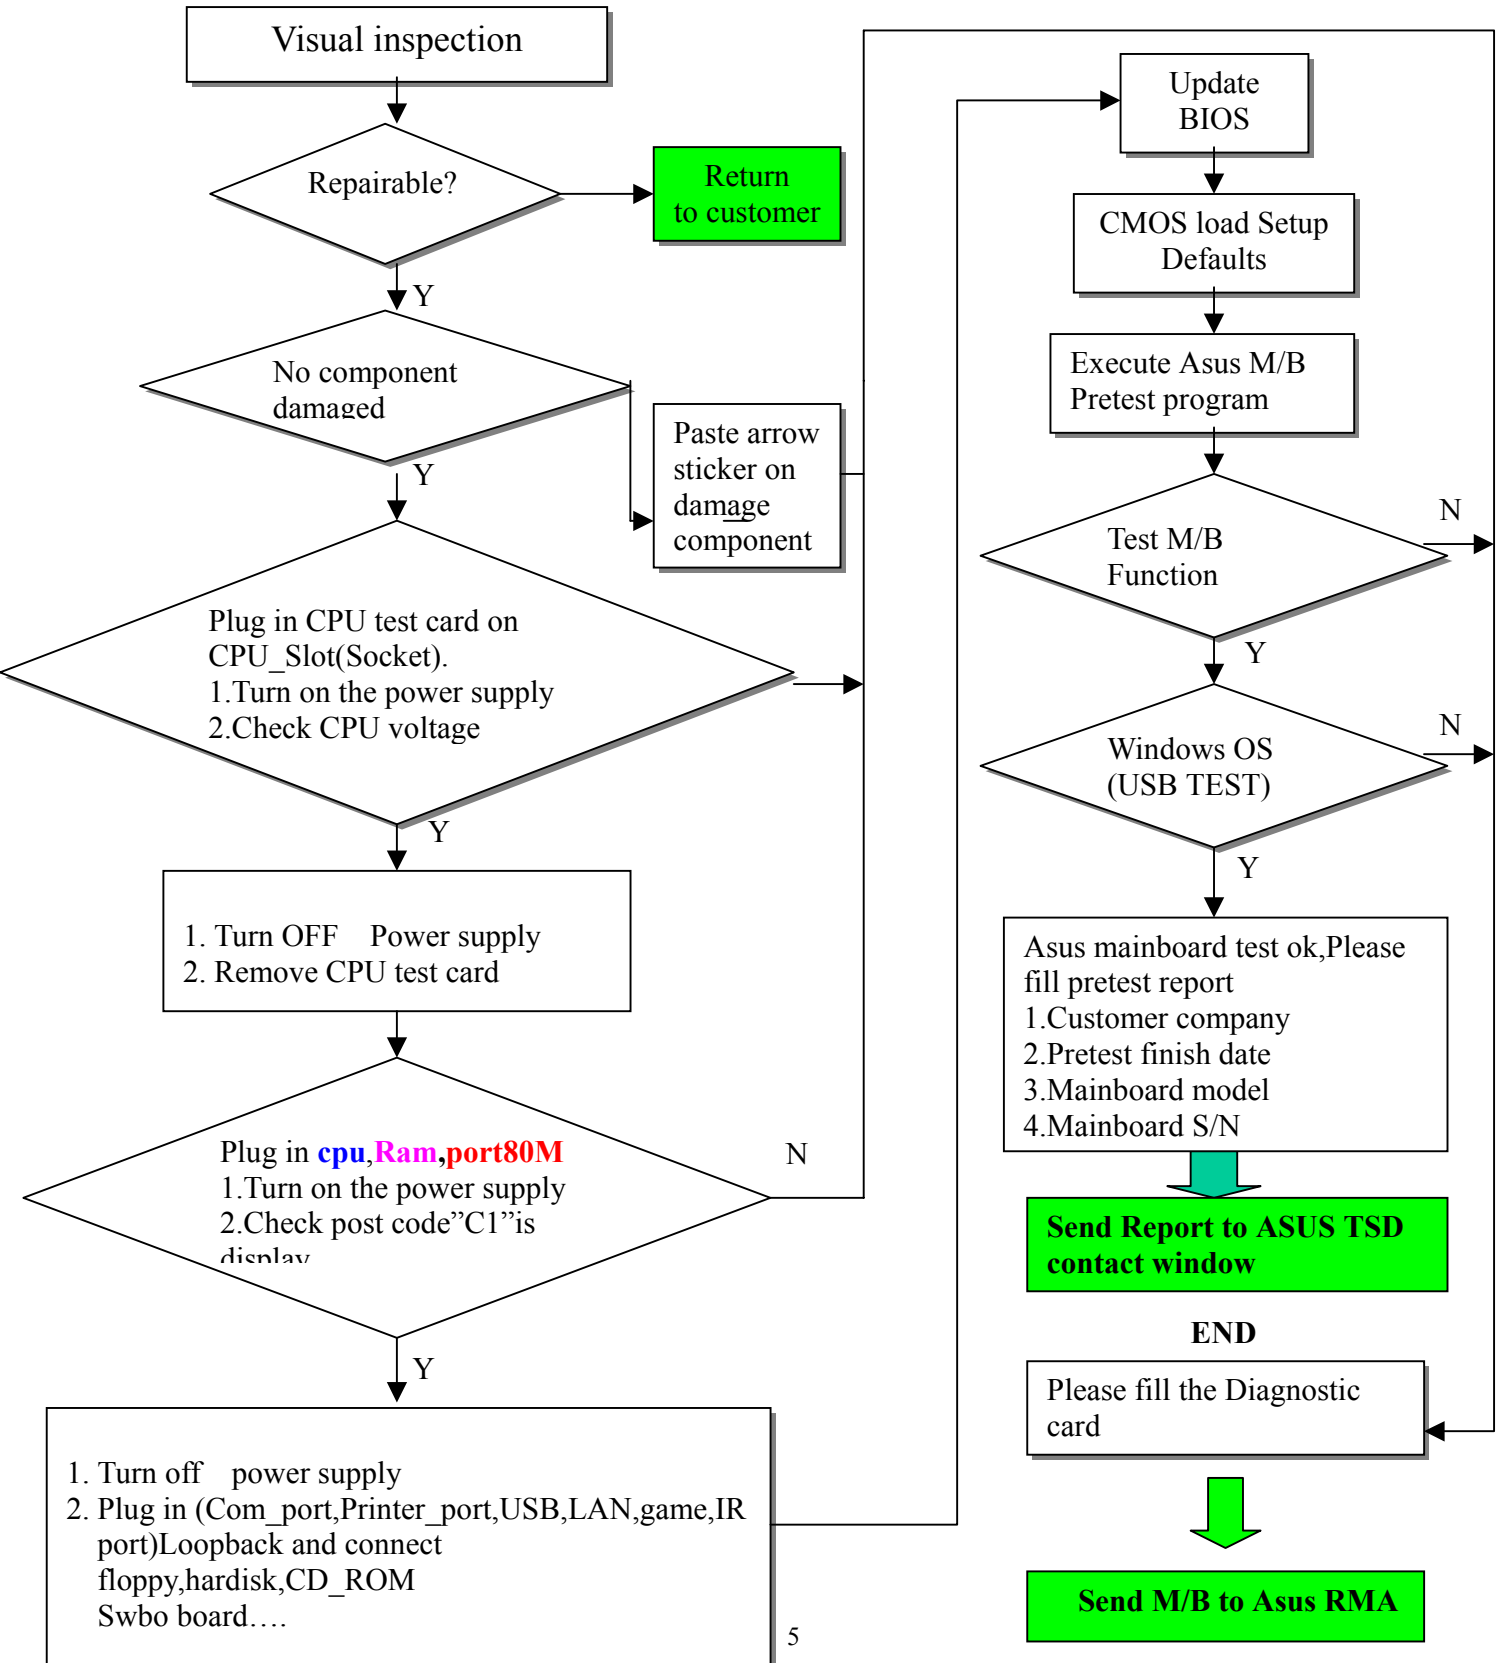 Visual inspection
Repairable?
Return
to customer
Y
No component
damaged
Y
Paste arrow
sticker on
damage
component
Plug in CPU test card on
CPU_Slot(Socket).
1.Turn on the power supply
2.Check CPU voltage
Y
1. Turn OFF Power supply
2. Remove CPU test card
Plug in cpu,Ram,port80M
1.Turn on the power supply
2.Check post code”C1”is
display
N
Y
1. Turn off power supply
2. Plug in (Com_port,Printer_port,USB,LAN,game,IR
port)Loopback and connect
floppy,hardisk,CD_ROM
Swbo board….
5
Update
BIOS
CMOS load Setup
Defaults
Execute Asus M/B
Pretest program
Test M/B
Function
N
Y
Windows OS
(USB TEST)
N
Y
Asus mainboard test ok,Please
fill pretest report
1.Customer company
2.Pretest finish date
3.Mainboard model
4.Mainboard S/N
Send Report to ASUS TSD
contact window
END
Please fill the Diagnostic
card
Send M/B to Asus RMA